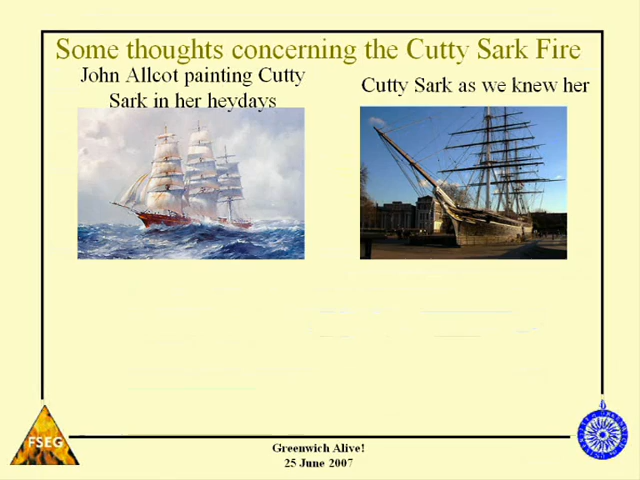 Some thoughts concerning the Cutty Sark Fire
John Allcot painting Cutty
Sark in her heydays
Cutty Sark as we knew her
FSEG
Greenwich Alive!
25 June 2007